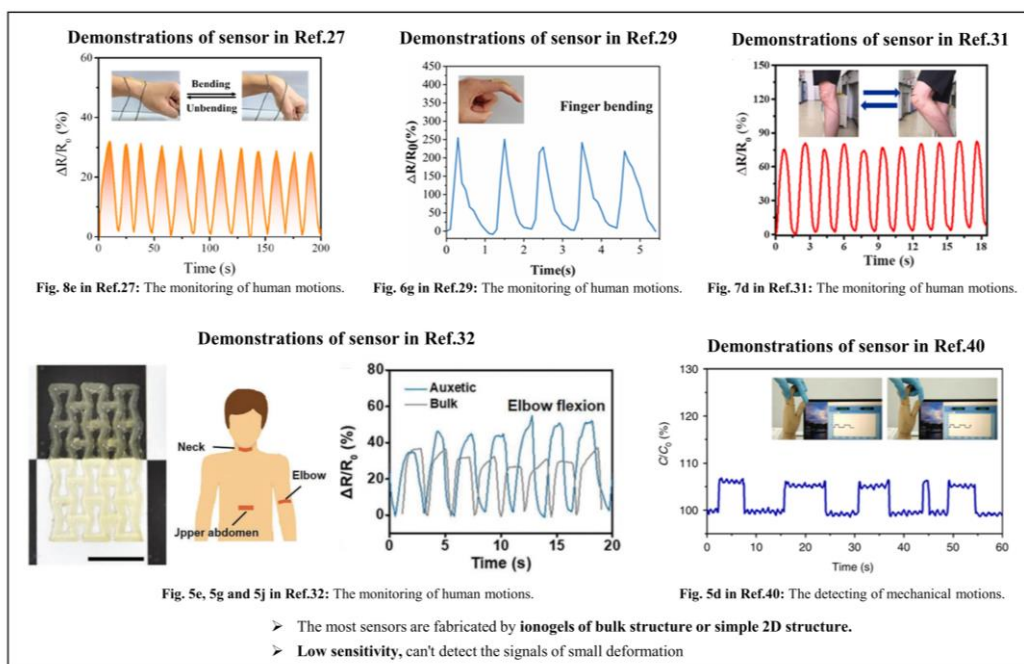 Demonstrations of sensor in Ref.27
60
40
20
0
ΔR/R0 (%)
Bending
Unbending
0 50 100 150 200
Time (s)
Fig. 8e in Ref.27: The monitoring of human motions.
Demonstrations of sensor in Ref.29
450
400
350
300
250
200
150
100
50
0
ΔR/R0(%)
Finger bending
0 1 2 3 4 5
Time(s)
Fig. 6g in Ref.29: The monitoring of human motions.
Demonstrations of sensor in Ref.31
150
120
90
60
30
0
ΔR/R0 (%)
0 3 6 9 12 15 18
Time (s)
Fig. 7d in Ref.31: The monitoring of human motions.
Demonstrations of sensor in Ref.32
Neck
Elbow
Jpper abdomen
80
60
40
20
0
ΔR/R0 (%)
Auxetic
Bulk
Elbow flexion
0 5 10 15 20
Time (s)
Fig. 5e, 5g and 5j in Ref.32: The monitoring of human motions.
Demonstrations of sensor in Ref.40
130
120
110
100
C/C0 (%)
0 10 20 30 40 50 60
Time (s)
Fig. 5d in Ref.40: The detecting of mechanical motions.
➢ The most sensors are fabricated by ionogels of bulk structure or simple 2D structure.
➢ Low sensitivity, can't detect the signals of small deformation